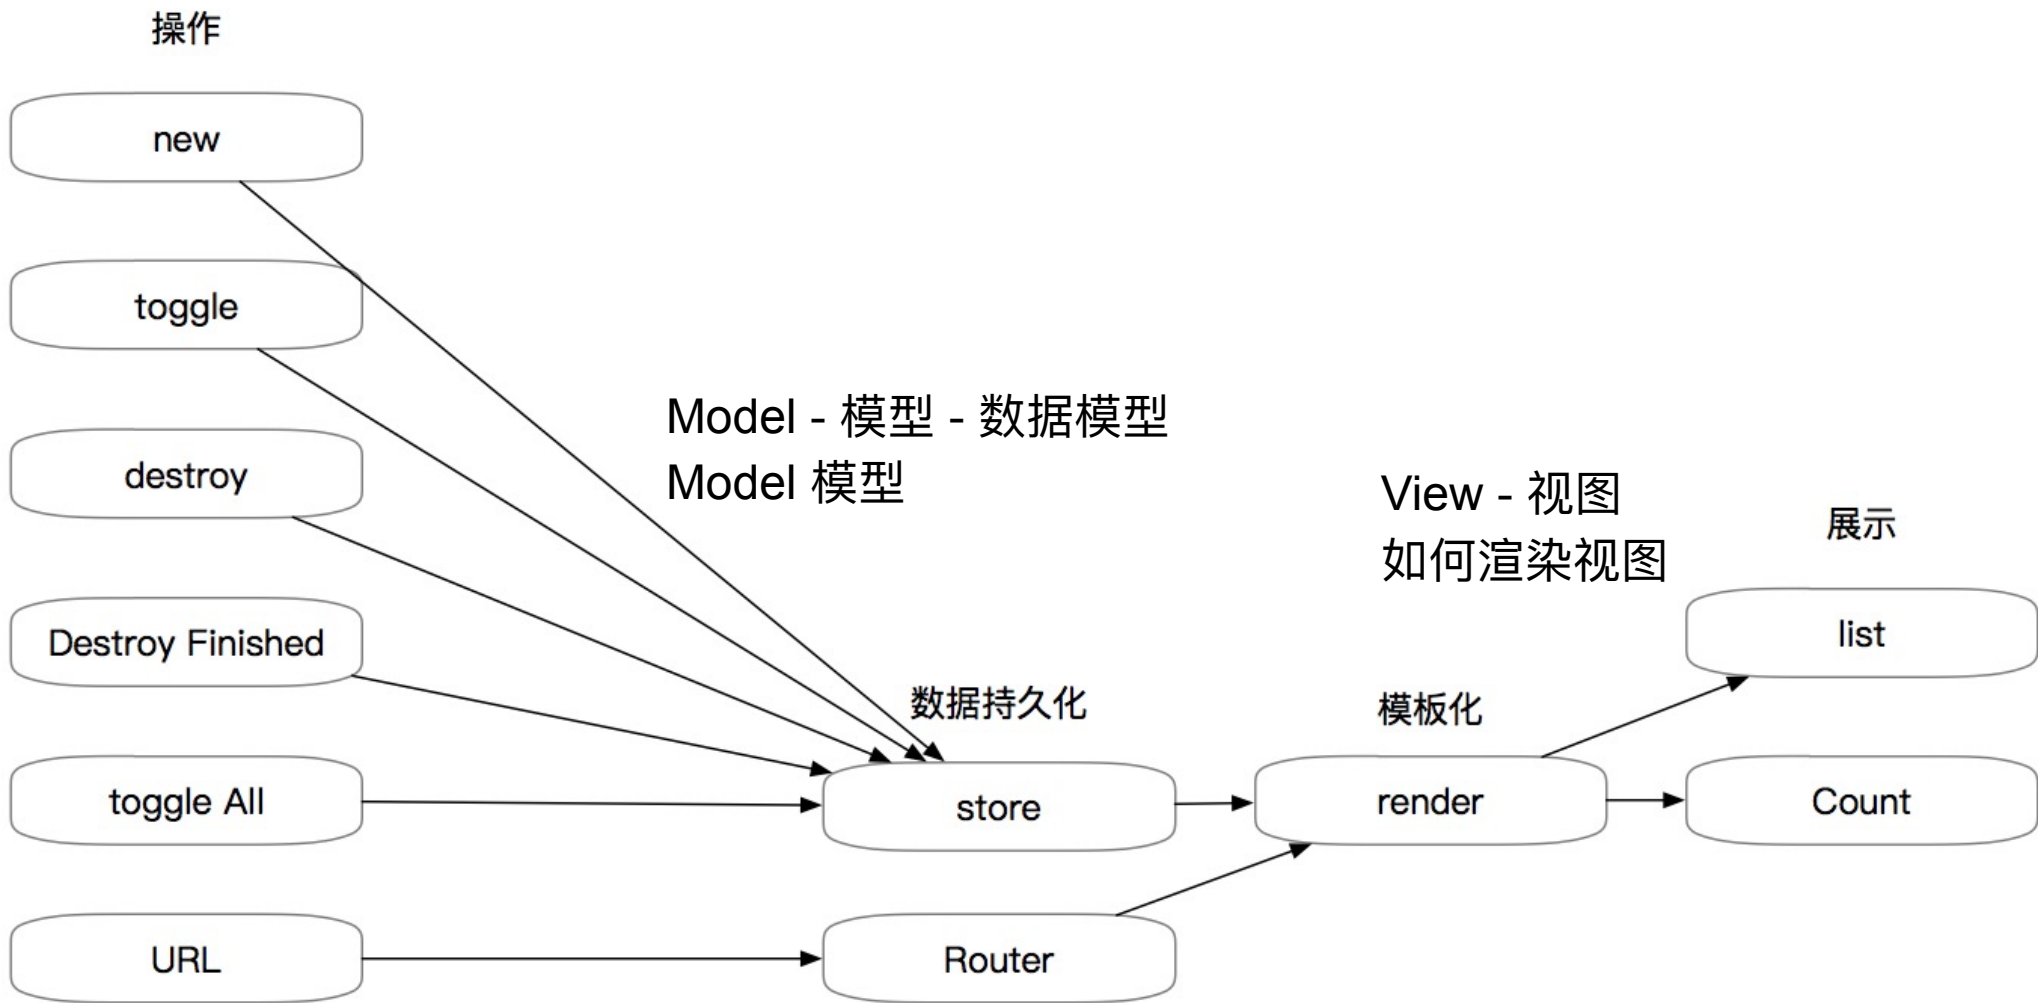 操作
new
toggle
destroy
Destroy Finished
toggle All
URL
Model - 模型 - 数据模型
Model 模型
数据持久化
store
Router
View - 视图
如何渲染视图
模板化
render
展示
list
Count